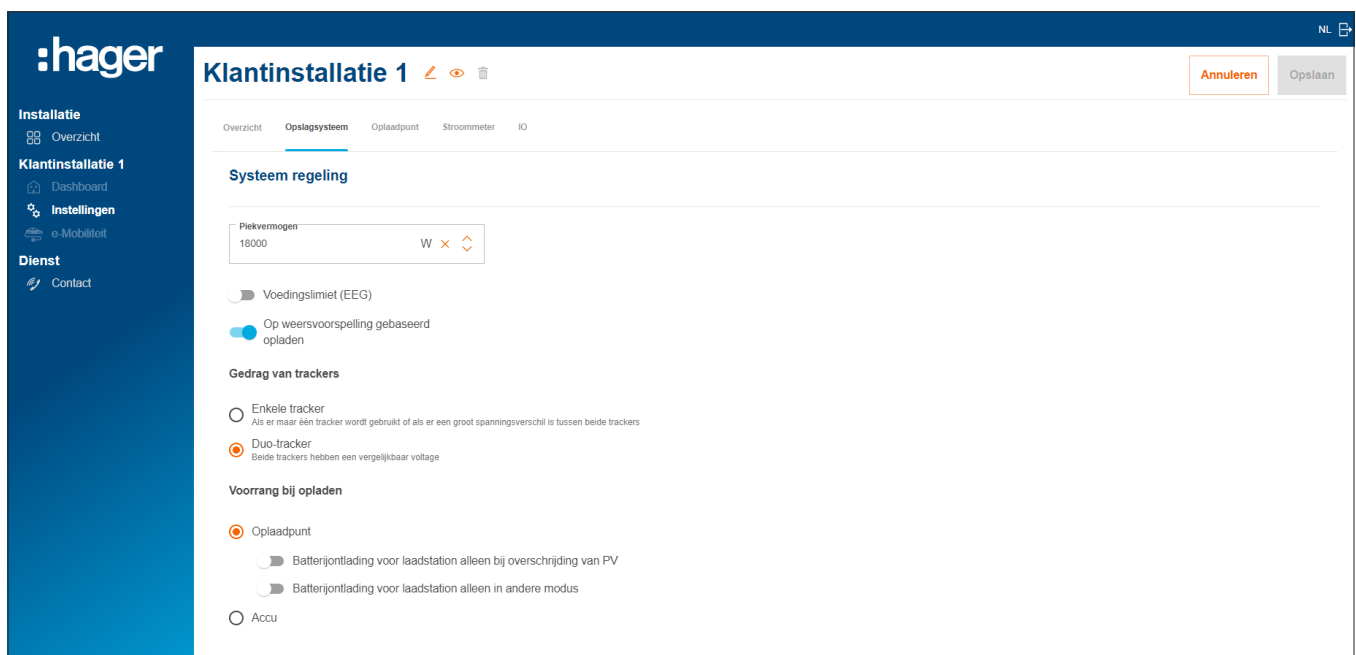 NL
:hager
Klantinstallatie 1
Annuleren
Opslaan
Installatie
Overzicht
Klantinstallatie 1
Dashboard
Instellingen
e-Mobiliteit
Dienst
Contact
Overzicht
Opslagsysteem
Oplaadpunt
Stroommeter
IO
Systeem regeling
Piekvermogen
18000 W
Voedingslimiet (EEG)
Op weersvoorspelling gebaseerd
opladen
Gedrag van trackers
Enkele tracker
Als er maar één tracker wordt gebruikt of als er een groot spanningsverschil is tussen beide trackers
Duo-tracker
Beide trackers hebben een vergelijkbaar voltage
Voorrang bij opladen
Oplaadpunt
Batterijontlading voor laadstation alleen bij overschrijding van PV
Batterijontlading voor laadstation alleen in andere modus
Accu